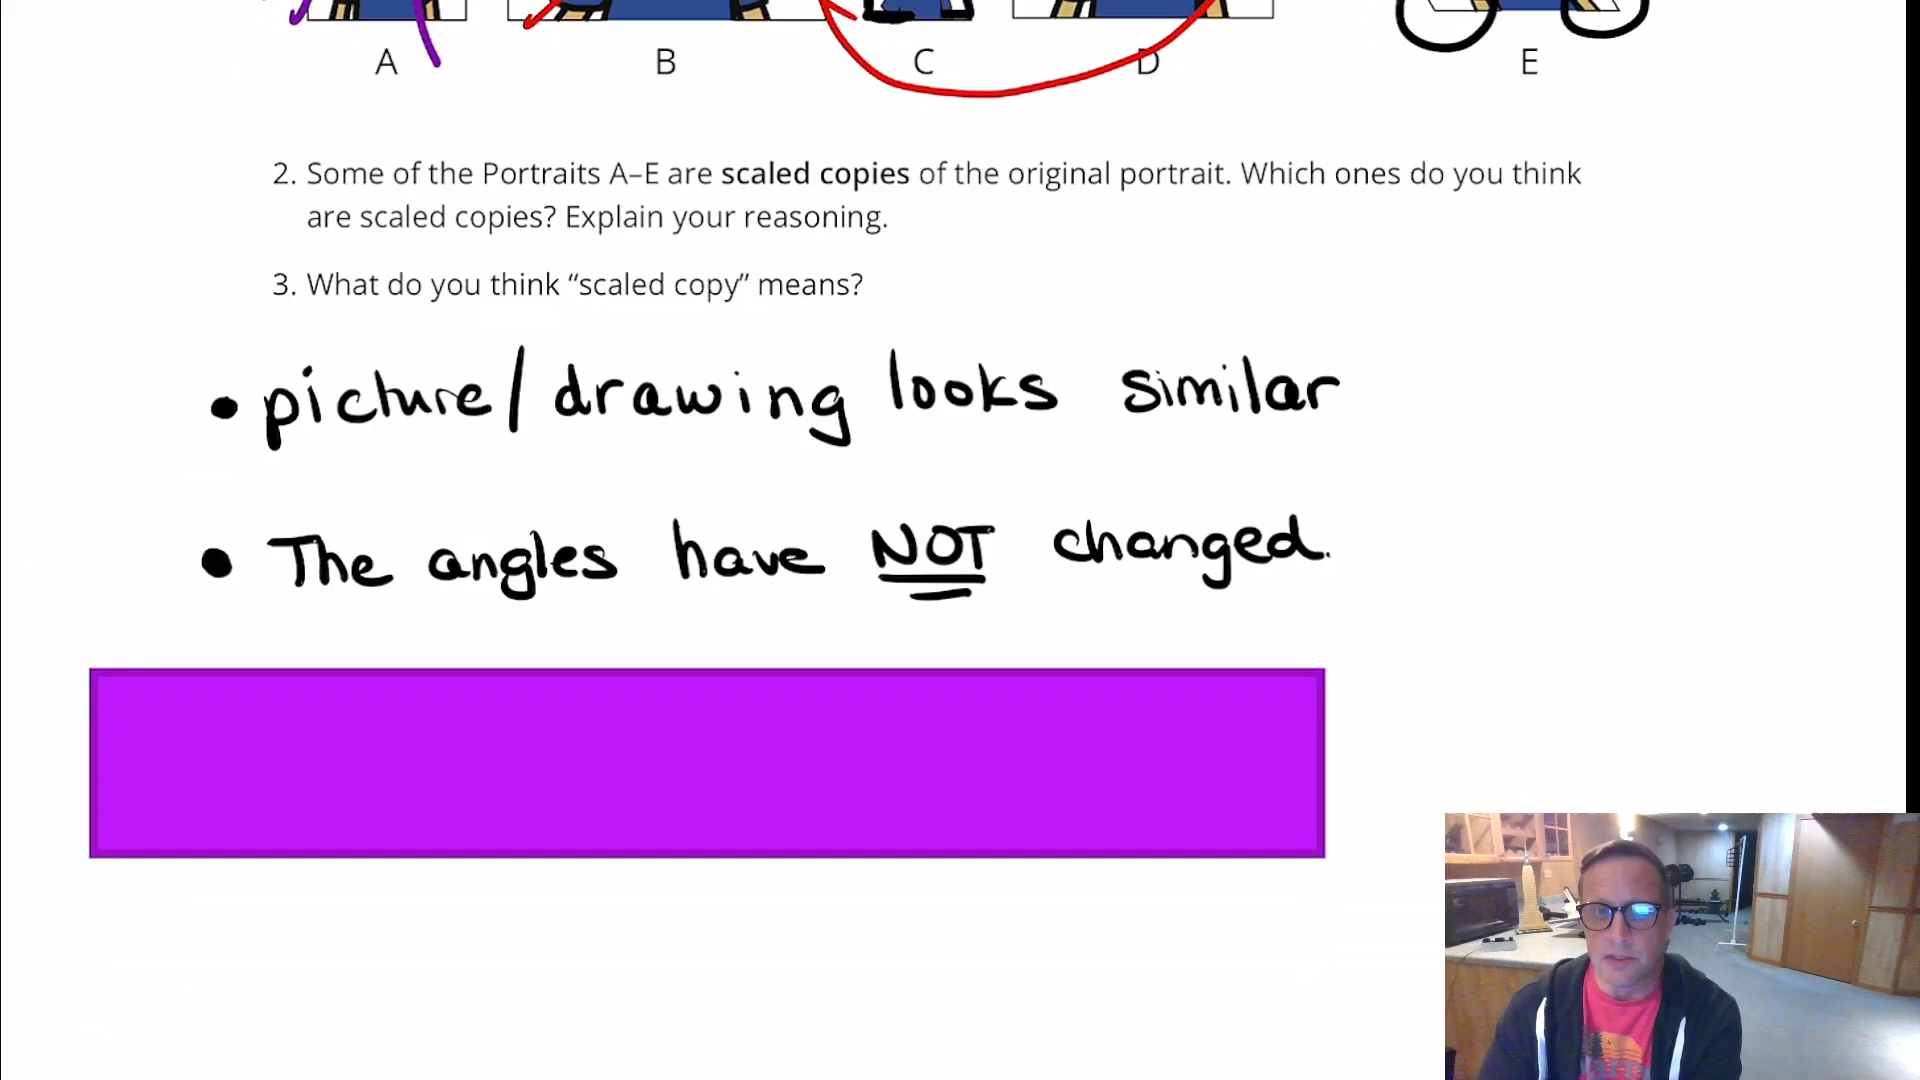 A B C D E
2. Some of the Portraits A–E are scaled copies of the original portrait. Which ones do you think
are scaled copies? Explain your reasoning.
3. What do you think “scaled copy” means?
• picture/drawing looks similar
• The angles have NOT changed.